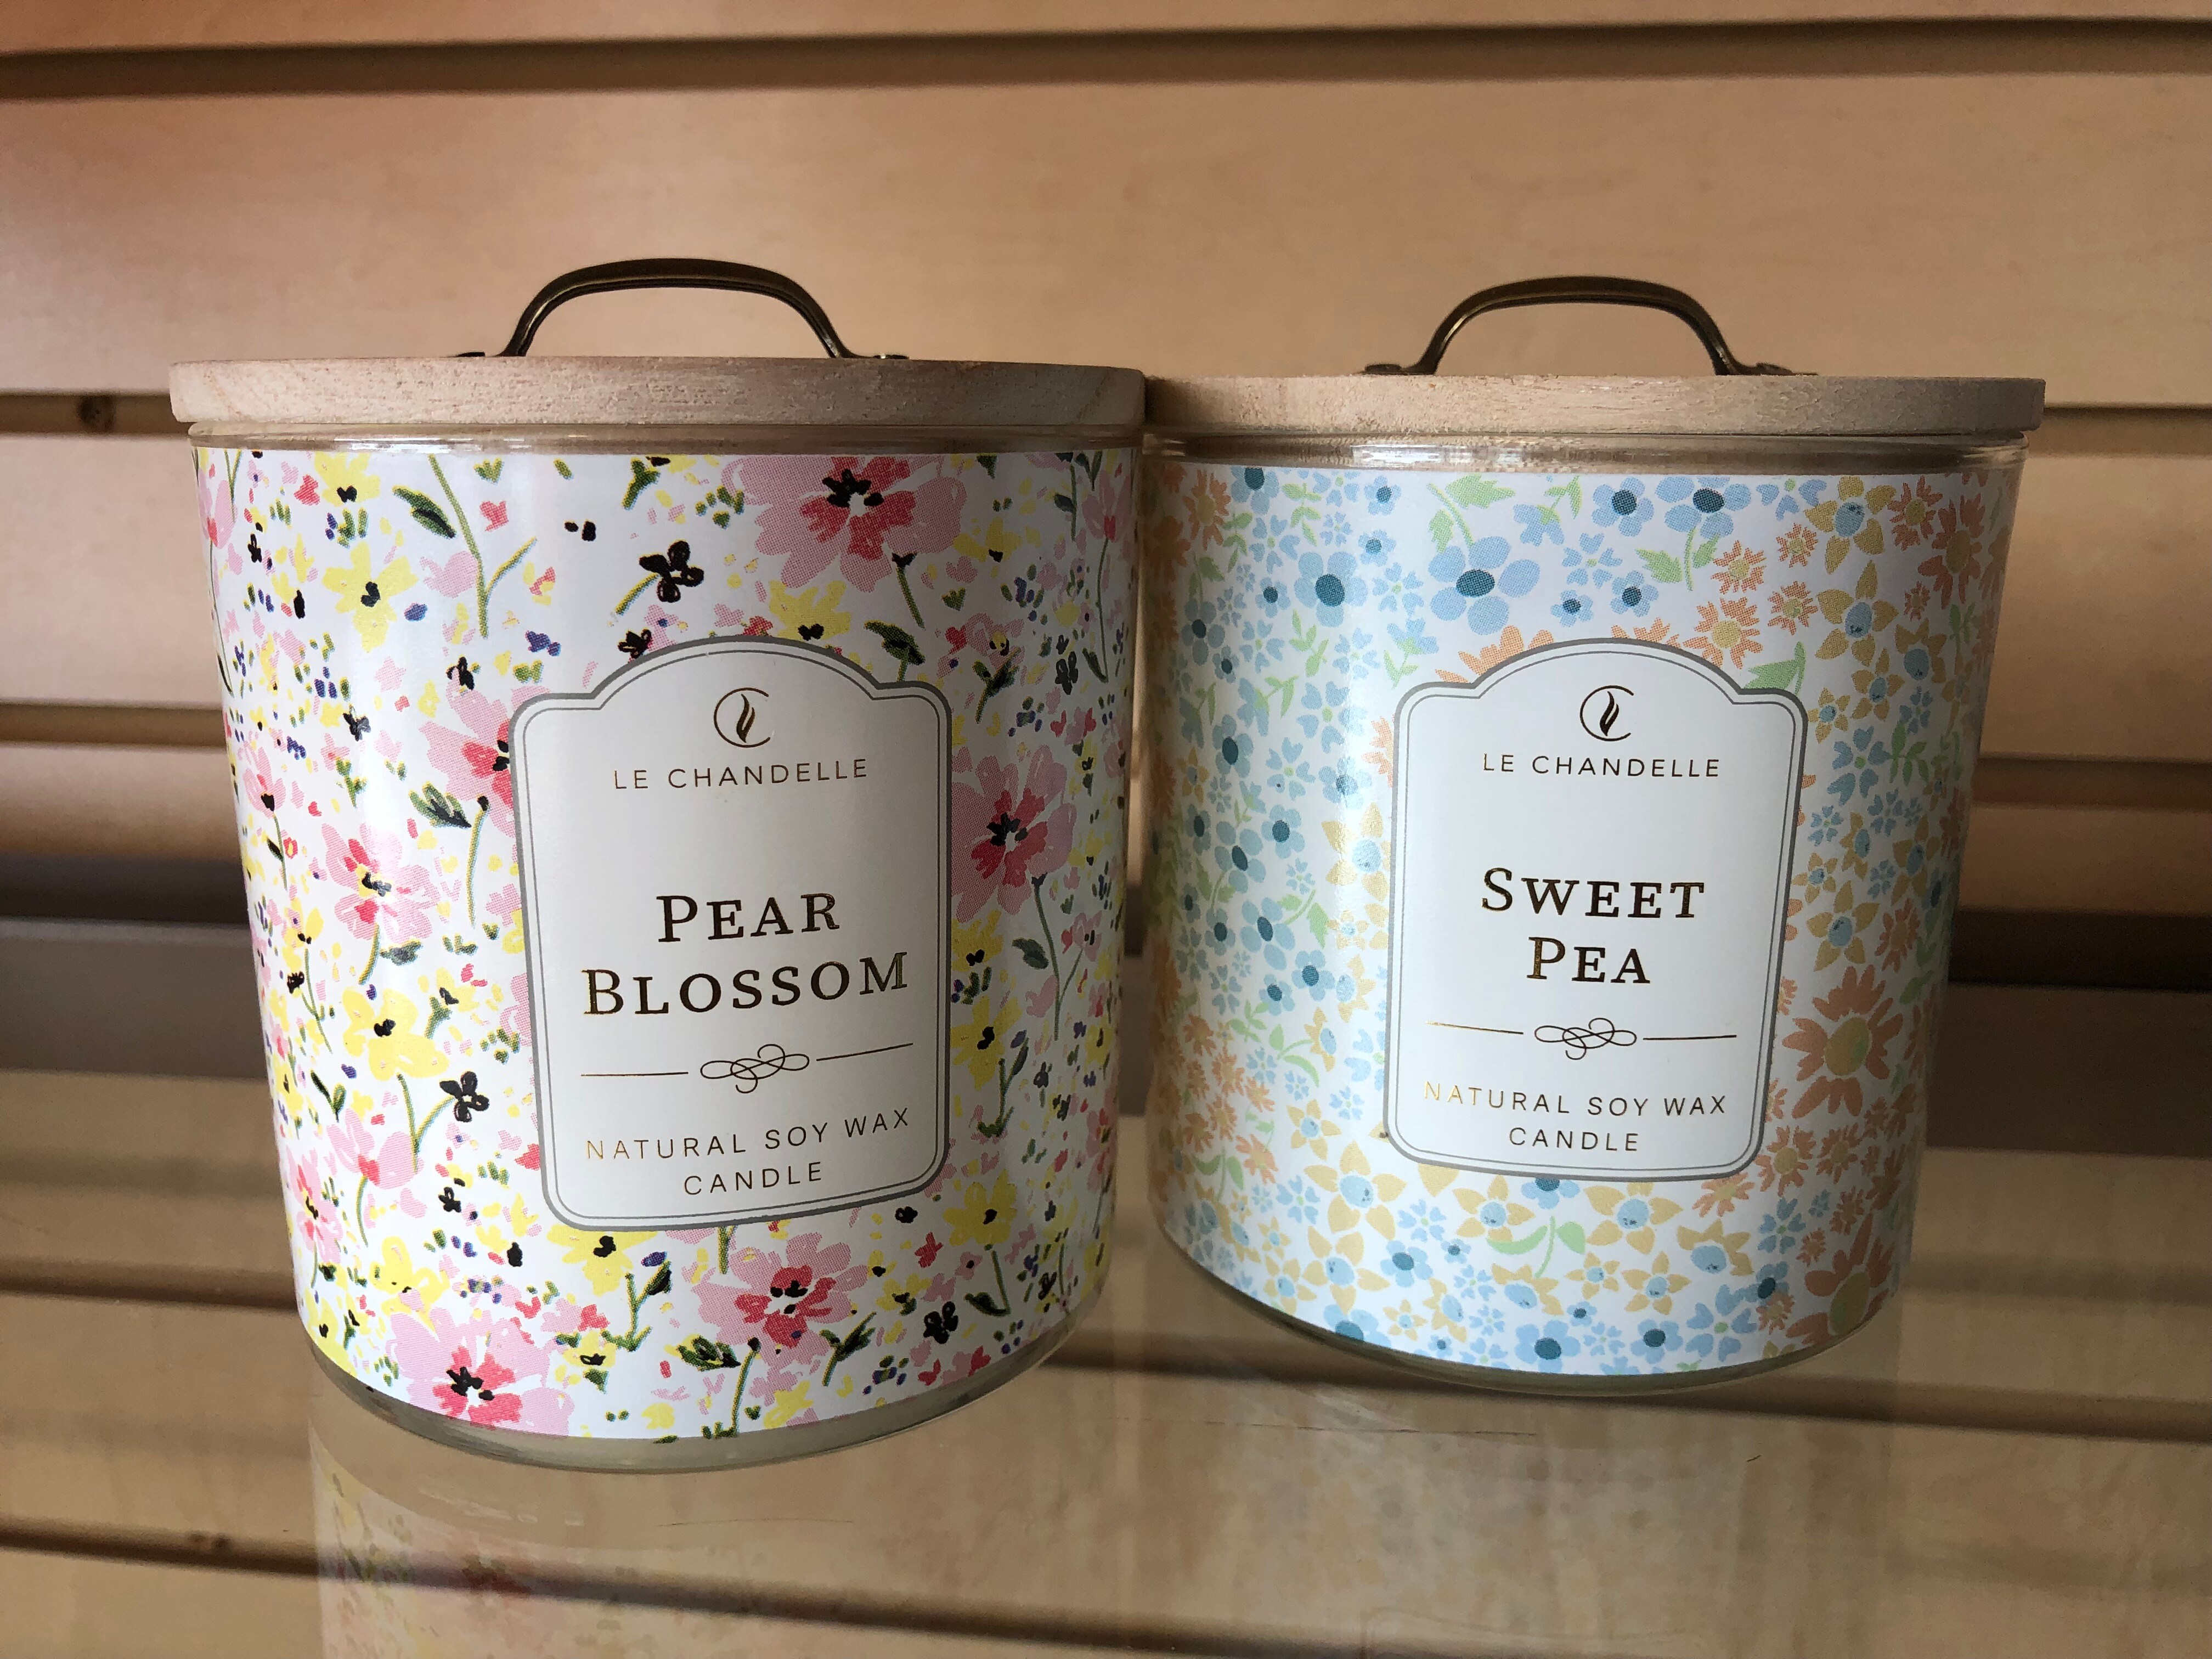 LE CHANDELLE
PEAR
BLOSSOM
NATURAL SOY WAX
CANDLE
LE CHANDELLE
SWEET
PEA
NATURAL SOY WAX
CANDLE